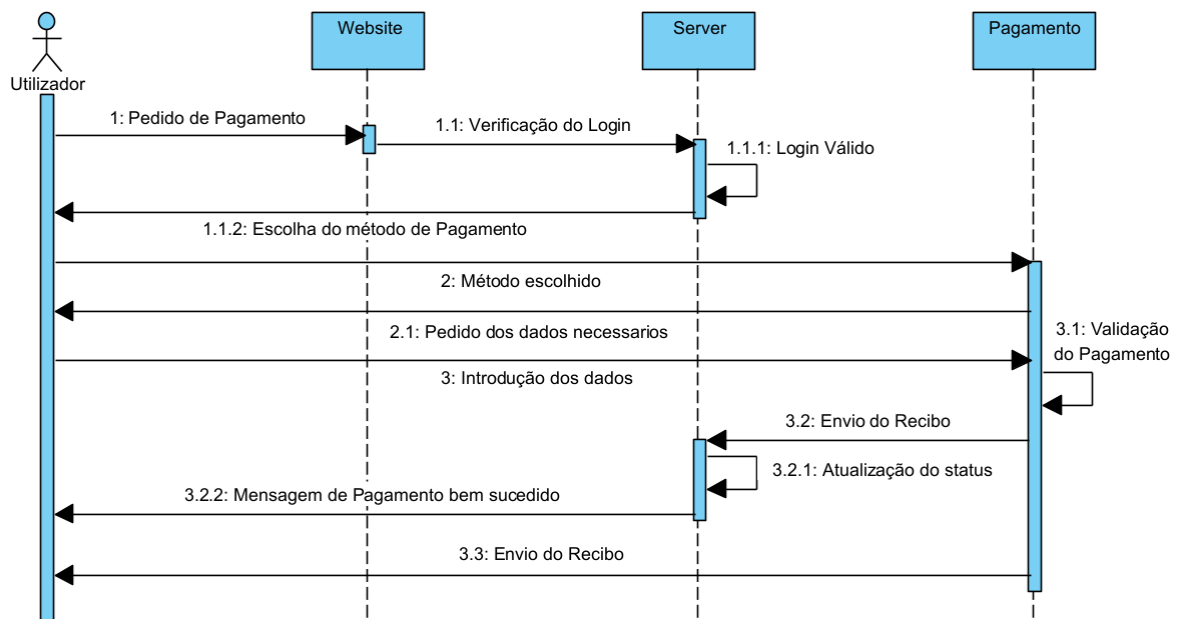 Website
Server
Pagamento
Utilizador
1: Pedido de Pagamento
1.1: Verificação do Login
1.1.1: Login Válido
1.1.2: Escolha do método de Pagamento
2: Método escolhido
2.1: Pedido dos dados necessarios
3.1: Validação
do Pagamento
3: Introdução dos dados
3.2: Envio do Recibo
3.2.1: Atualização do status
3.2.2: Mensagem de Pagamento bem sucedido
3.3: Envio do Recibo